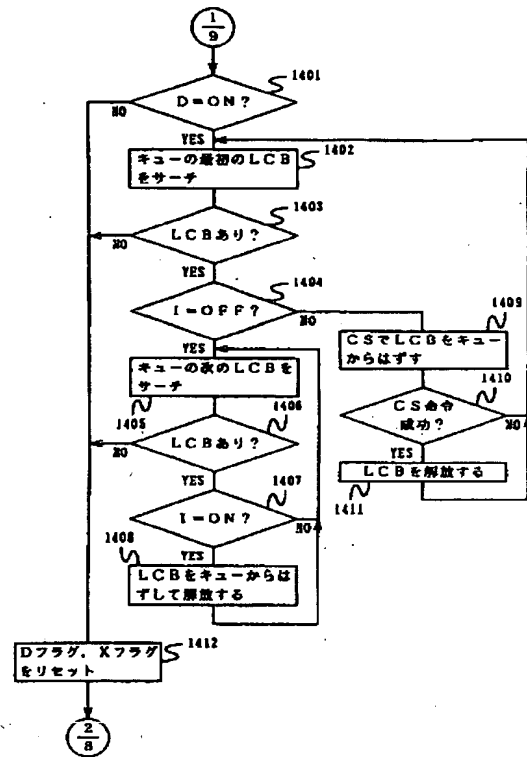 1
9
1401
D=ON?
NO
YES
1402
キューの最初のLCB
をサーチ
1403
LCBあり?
NO
YES
1404
I=OFF?
NO
YES
1409
CSでLCBをキュー
からはずす
キューの次のLCBを
サーチ
1405
1406
1410
CS命令
成功?
NO
YES
LCBあり?
NO
YES
LCBを解放する
1411
1407
I=ON?
NO
YES
1408
LCBをキューからは
ずして解放する
1412
Dフラグ,Xフラグ
をリセット
2
8